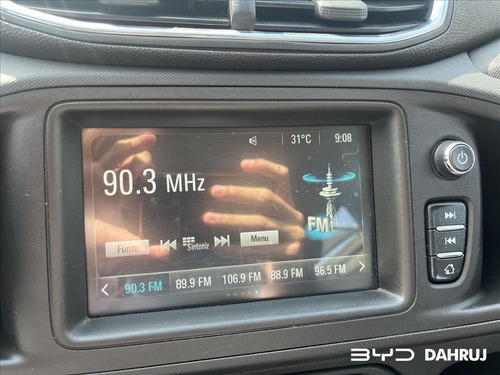 31°C 9:08
90.3 MHz
FM
Fonte Sintoniz Menu
90.3 FM 89.9 FM 106.9 FM 88.9 FM 96.5 FM
BYD DAHRUJ